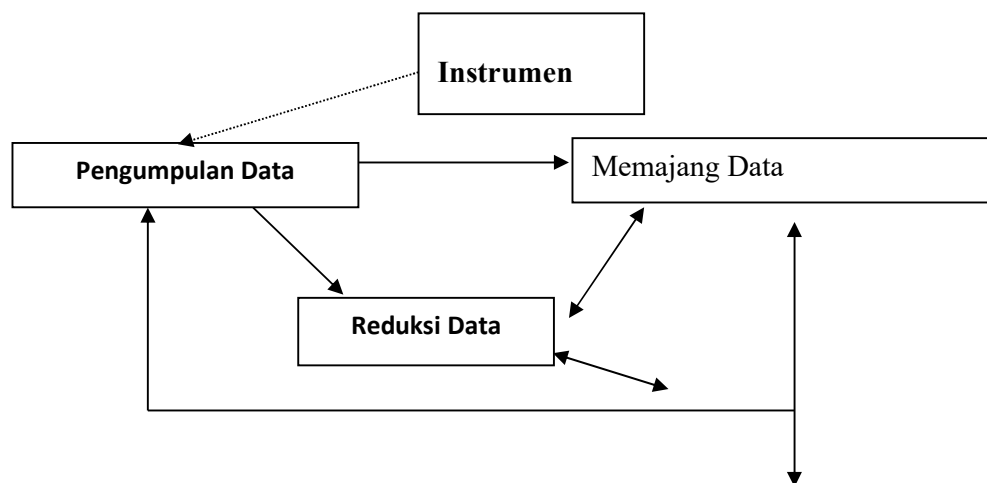 Instrumen
Pengumpulan Data
Memajang Data
Reduksi Data